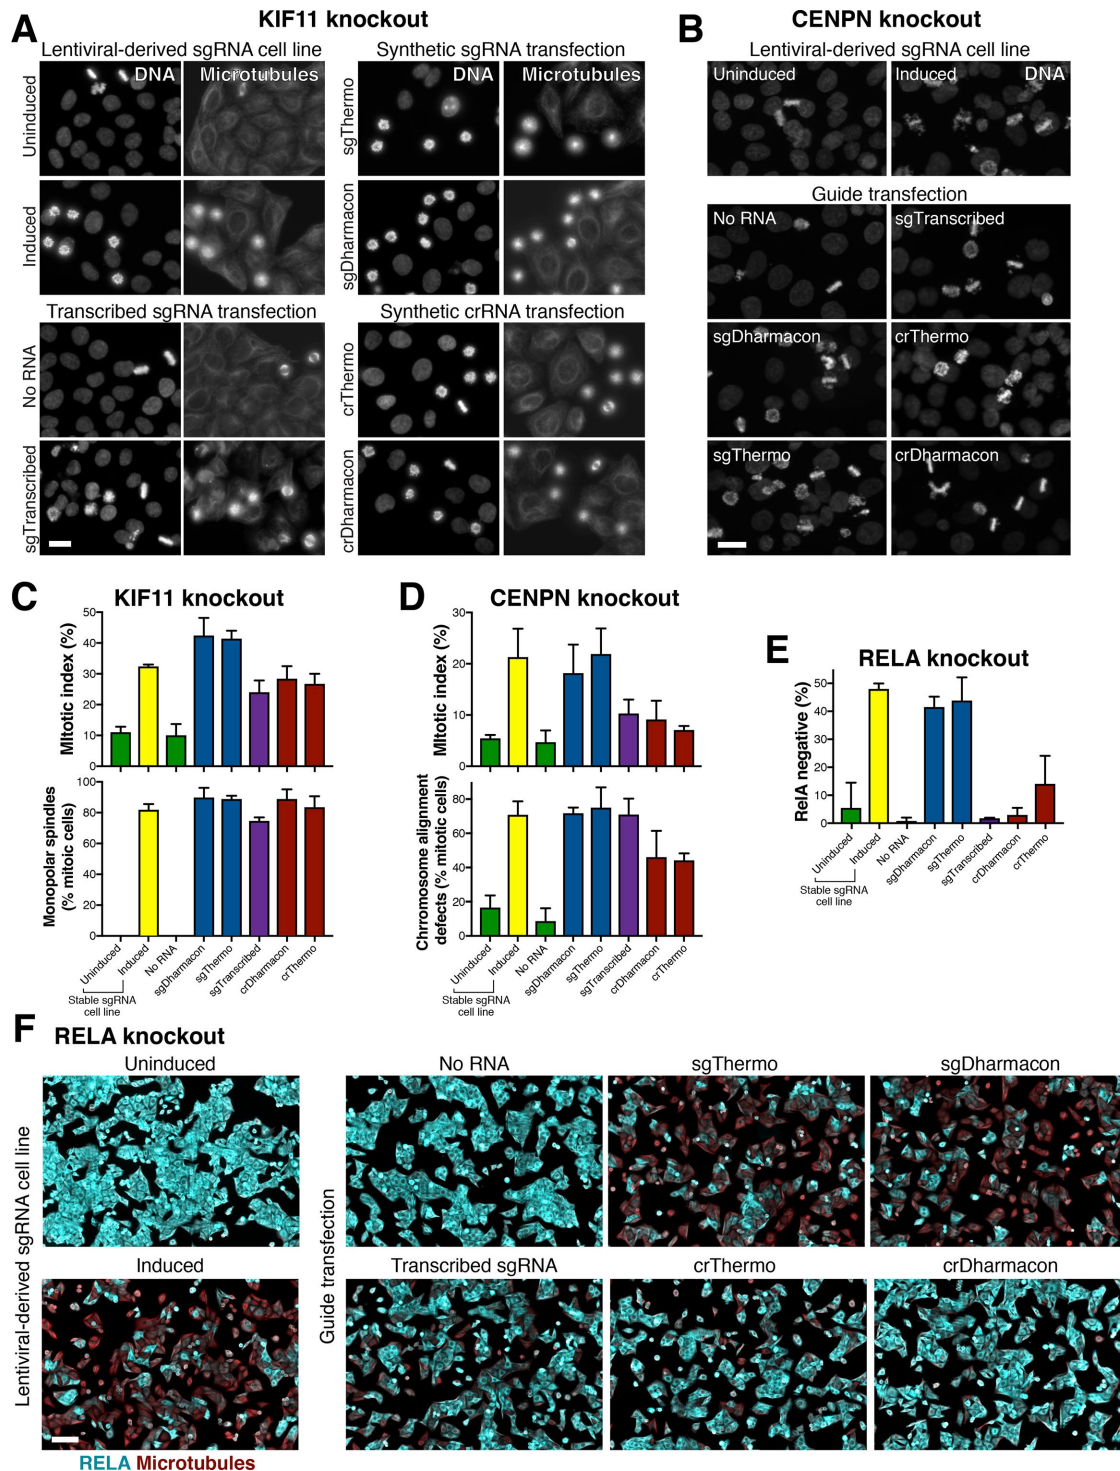 A
KIF11 knockout
Lentiviral-derived sgRNA cell line
Synthetic sgRNA transfection
DNA
Microtubules
DNA
Microtubules
Uninduced
sgThermo
Induced
sgDharmacon
Transcribed sgRNA transfection
Synthetic crRNA transfection
No RNA
crThermo
sgTranscribed
crDharmacon
B
CENPN knockout
Lentiviral-derived sgRNA cell line
Uninduced
Induced
DNA
Guide transfection
No RNA
sgTranscribed
sgDharmacon
crThermo
sgThermo
crDharmacon
C
KIF11 knockout
MItotic index (%)
50
40
30
20
10
0
Monopolar spindles
(% mitoic cells)
100
80
60
40
20
0
Uninduced
Induced
No RNA
sgDharmacon
sgThermo
sgTranscribed
crDharmacon
crThermo
Stable sgRNA
cell line
D
CENPN knockout
MItotic index (%)
30
20
10
0
Chrromosome alignment
defects (% mitotic cells)
80
60
40
20
0
Uninduced
Induced
No RNA
sgDharmacon
sgThermo
sgTranscribed
crDharmacon
crThermo
Stable sgRNA
cell line
E
RELA knockout
RelA negative (%)
50
40
30
20
10
0
Uninduced
Induced
No RNA
sgDharmacon
sgThermo
sgTranscribed
crDharmacon
crThermo
Stable sgRNA
cell line
F
RELA knockout
Lentiviral-derived sgRNA cell line
Uninduced
Induced
RELA Microtubules
Guide transfection
No RNA
sgThermo
sgDharmacon
Transcribed sgRNA
crThermo
crDharmacon